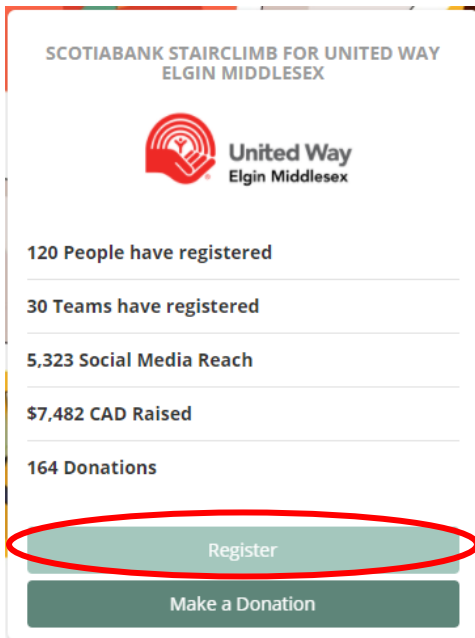 SCOTIABANK STAIRCLIMB FOR UNITED WAY
ELGIN MIDDLESEX
United Way
Elgin Middlesex
120 People have registered
30 Teams have registered
5,323 Social Media Reach
$7,482 CAD Raised
164 Donations
Register
Make a Donation